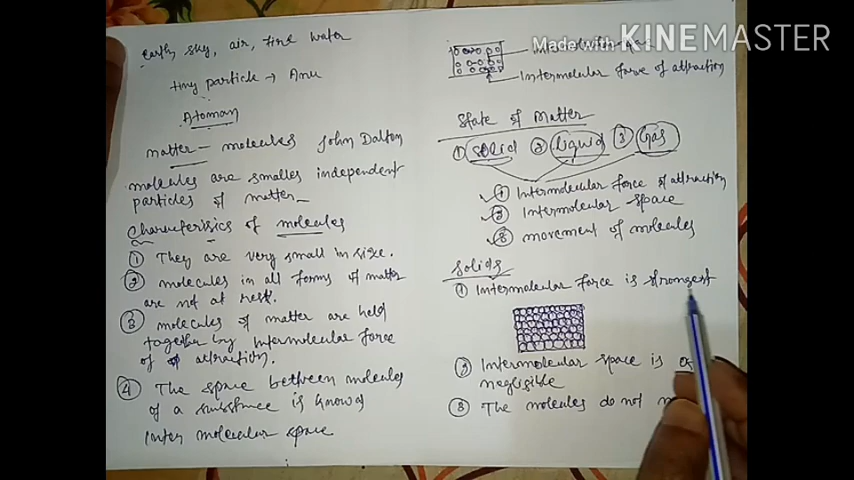 Earth, sky, air, fire water
tiny particle → Anu
Atoman
matter - molecules John Dalton
molecules are smalles independent
particles of matter
Characterisics of molecules
① They are very small in size.
② molecules in all forms of matter
are not at rest.
③ molecules of matter are held
together by intermolecular force
of attraction.
④ The space between molecules
of a substance is known
Inter molecular space
Made with KINEMASTER
Intermolecular force of attraction
State of Matter
① Solid ② Liquid ③ Gas
① Intermolecular force of attraction
② Intermolecular space
③ movement of molecules
Solids
① Intermolecular force is strongest
② Intermolecular space is
negligible
③ The molecules do not